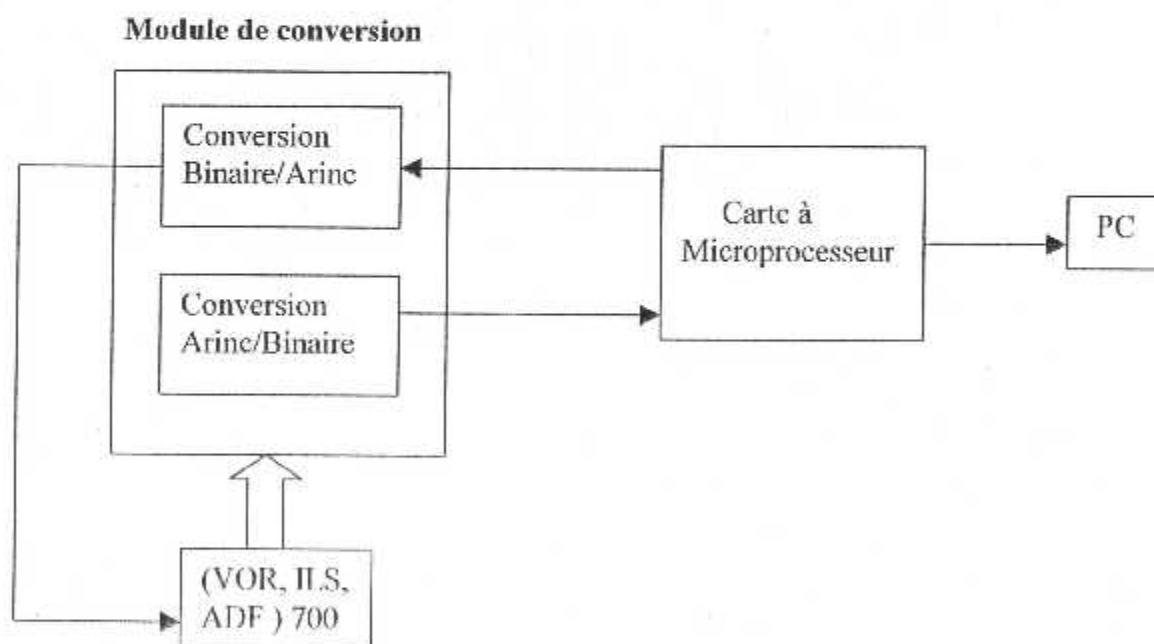 Module de conversion
Conversion
Binaire/Arinc
Carte à
Microprocesseur
PC
Conversion
Arinc/Binaire
(VOR, ILS,
ADF ) 700